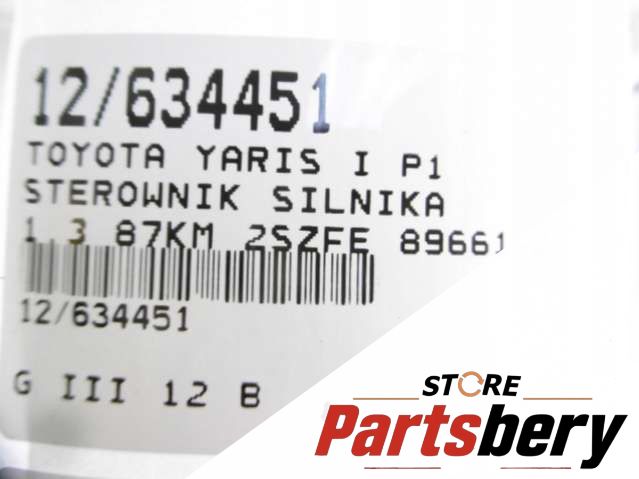 12/634451
TOYOTA YARIS I P1
STEROWNIK SILNIKA
1 3 87KM 2SZFE 89661
12/634451
G III 12 B
STORE
Partsbery